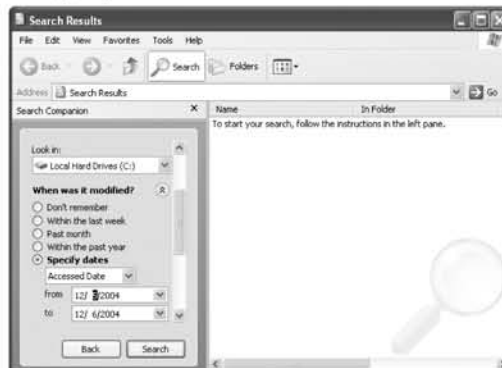 Search Results
File Edit View Favorites Tools Help
Back Search Folders
Address Search Results Go
Search Companion X Name In Folder
To start your search, follow the instructions in the left pane.
Look in:
Local Hard Drives (C:)
When was it modified?
Don't remember
Within the last week
Past month
Within the past year
Specify dates
Accessed Date
from 12/ /2004
to 12/ 6/2004
Back Search